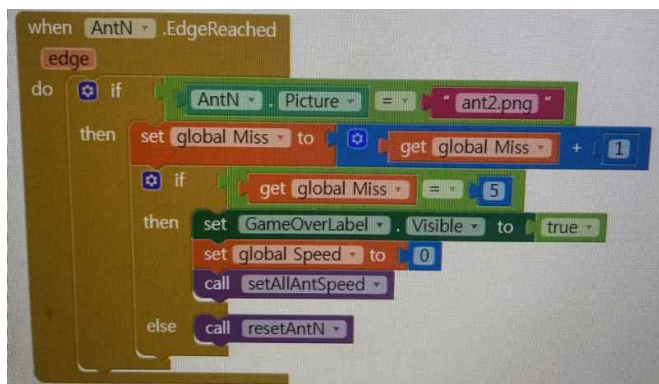 when AntN .EdgeReached
edge
do if AntN . Picture = " ant2.png "
then set global Miss to get global Miss + 1
if get global Miss = 5
then set GameOverLabel . Visible to true
set global Speed to 0
call setAllAntSpeed
else call resetAntN